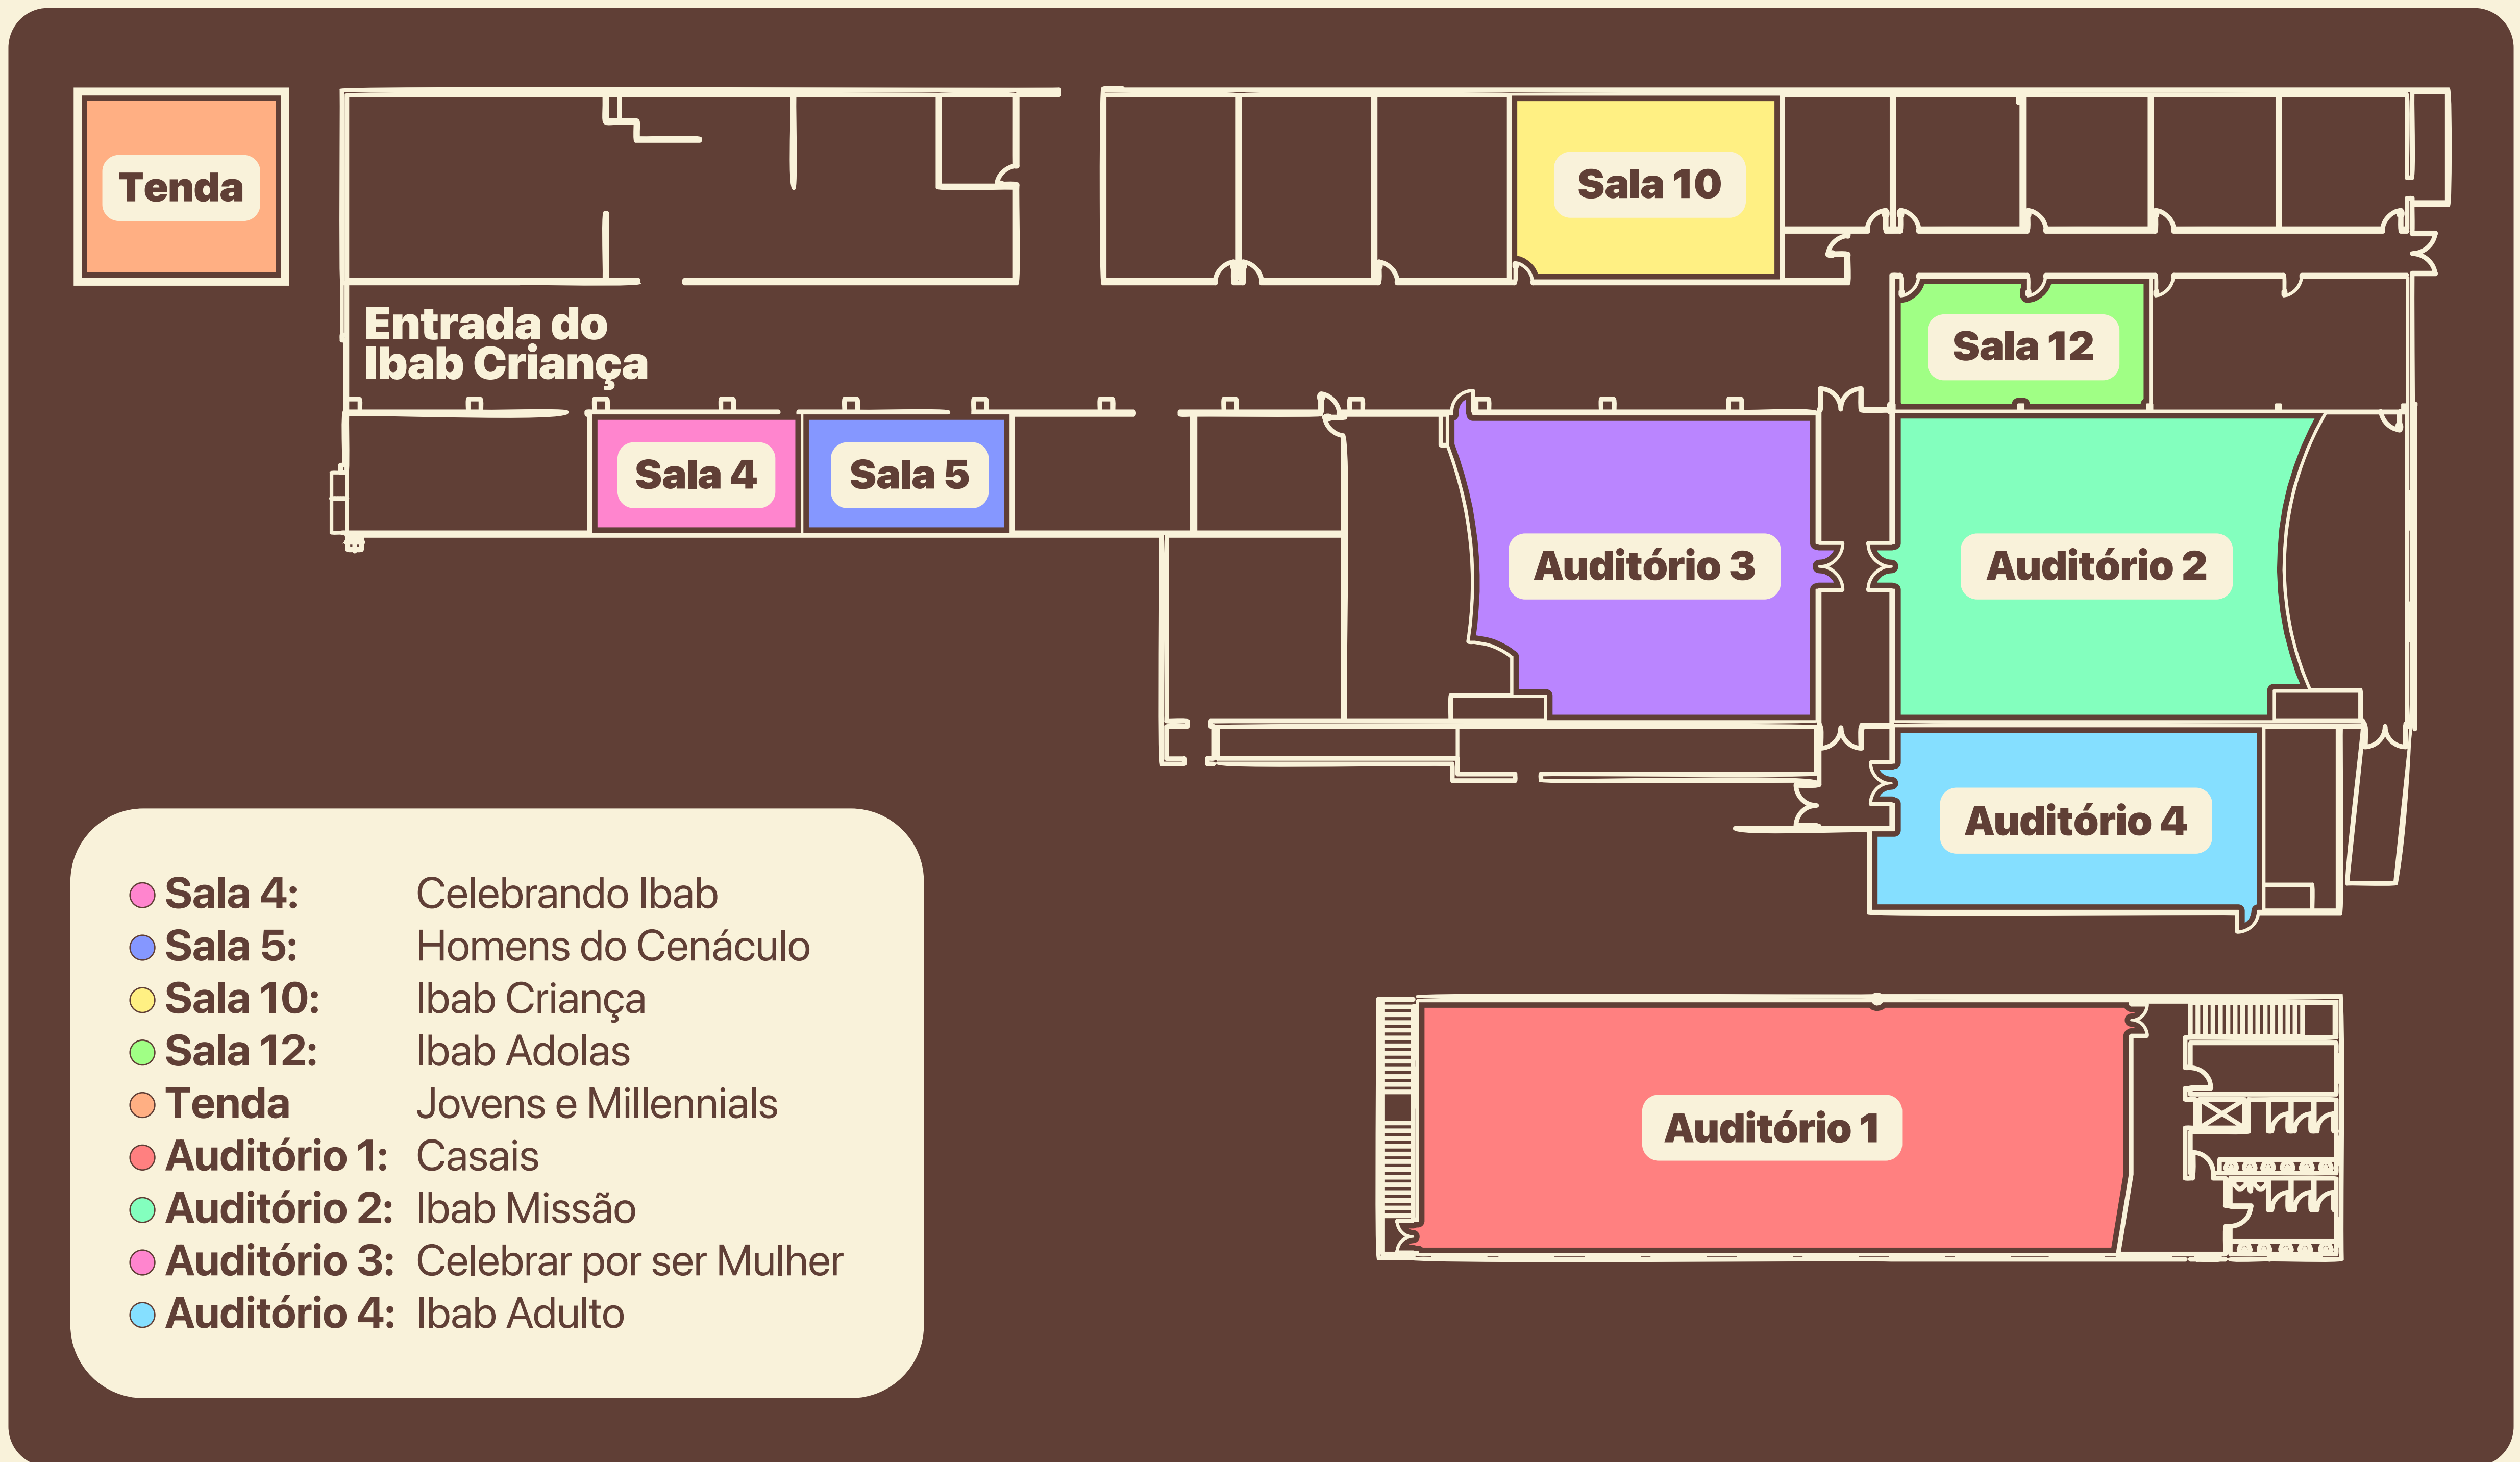 Tenda
Sala 10
Entrada do
Ibab Criança
Sala 12
Sala 4
Sala 5
Auditório 3
Auditório 2
Auditório 4
Sala 4: Celebrando Ibab
Sala 5: Homens do Cenáculo
Sala 10: Ibab Criança
Sala 12: Ibab Adolas
Tenda Jovens e Millennials
Auditório 1: Casais
Auditório 2: Ibab Missão
Auditório 3: Celebrar por ser Mulher
Auditório 4: Ibab Adulto
Auditório 1